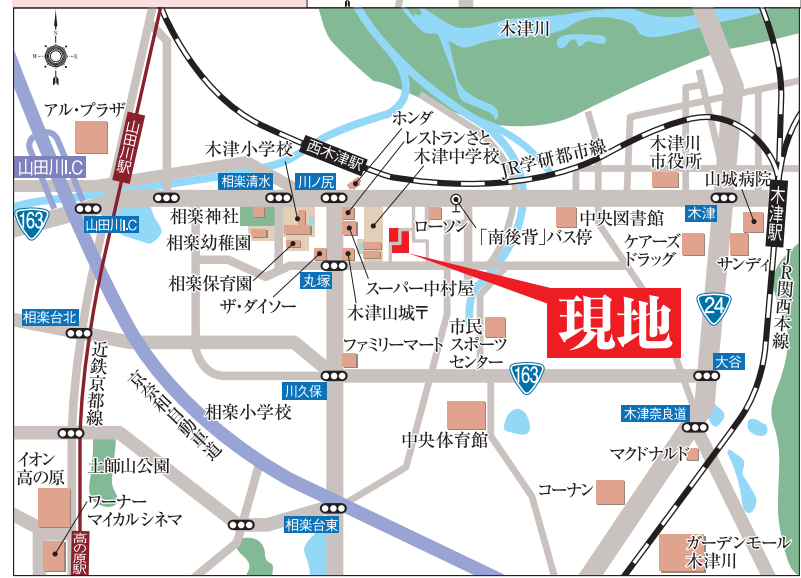 木津川
N
W
E
S
アル・プラザ
山田川駅
山田川I.C
163
山田川I.C
木津小学校
西木津駅
ホンダ
レストランさと
木津中学校
JR学研都市線
木津川
市役所
山城病院
木津駅
相楽清水
川ノ尻
相楽神社
相楽幼稚園
相楽保育園
ザ・ダイソー
丸塚
ローソン
「南後背」バス停
中央図書館
木津
ケアーズ
ドラッグ
サンディ
JR関西本線
スーパー中村屋
木津山城〒
現地
24
相楽台北
近鉄京都線
京奈和自動車道
ファミリーマート
市民
スポーツ
センター
163
大谷
川久保
相楽小学校
中央体育館
木津奈良道
マクドナルド
イオン
高の原
土師山公園
ワーナー
マイカルシネマ
高の原駅
相楽台東
コーナン
ガーデンモール
木津川